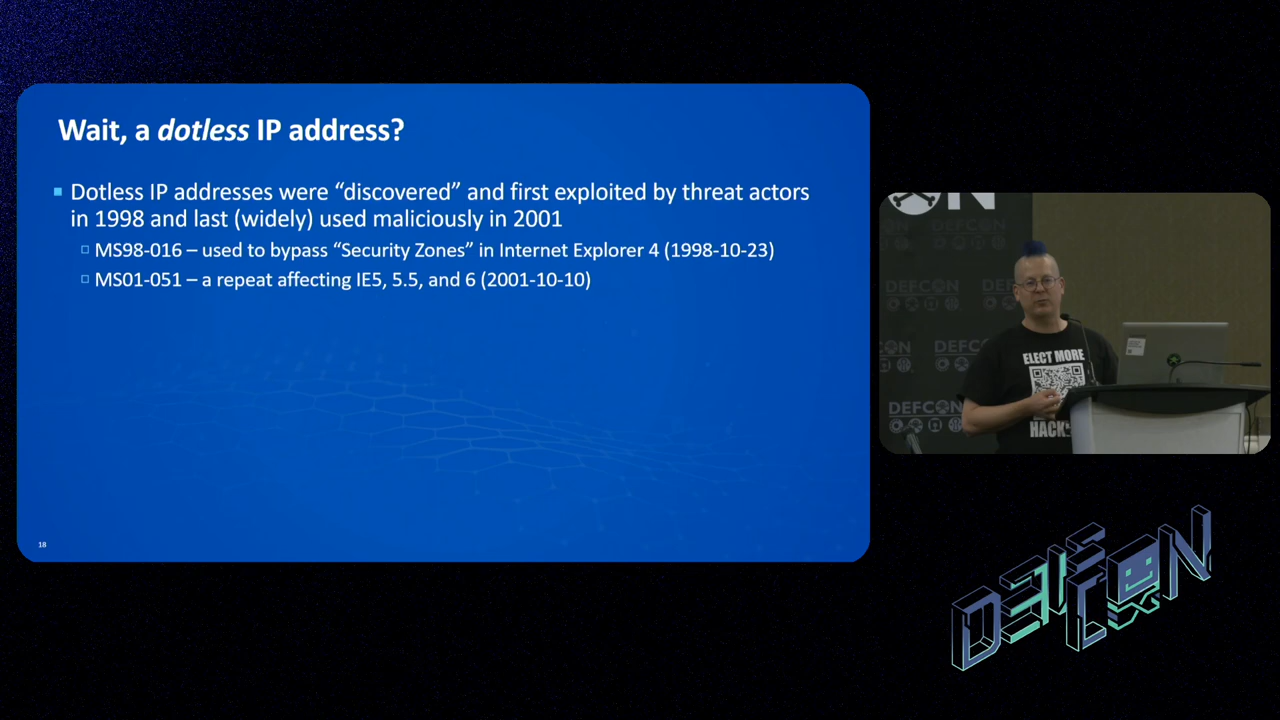 Wait, a dotless IP address?
Dotless IP addresses were “discovered” and first exploited by threat actors
in 1998 and last (widely) used maliciously in 2001
MS98-016 – used to bypass “Security Zones” in Internet Explorer 4 (1998-10-23)
MS01-051 – a repeat affecting IE5, 5.5, and 6 (2001-10-10)
18
DEFCON
DEFCON
DEFCON
ELECT MORE
HACK
DEFCON